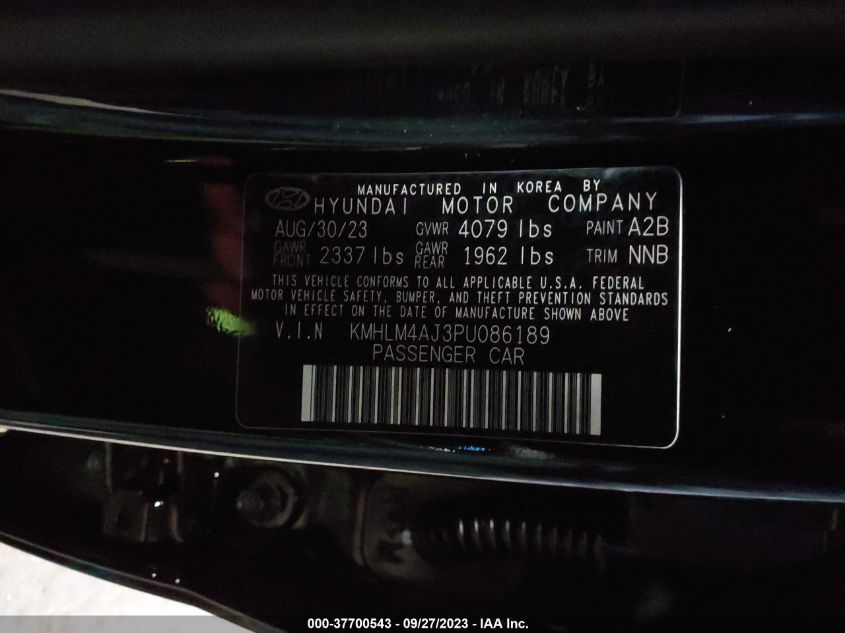 MANUFACTURED IN KOREA BY
HYUNDAI MOTOR COMPANY
AUG/30/23 GVWR 4079 lbs PAINT A2B
GAWR FRONT 2337 lbs GAWR REAR 1962 lbs TRIM NNB
THIS VEHICLE CONFORMS TO ALL APPLICABLE U.S.A. FEDERAL
MOTOR VEHICLE SAFETY, BUMPER, AND THEFT PREVENTION STANDARDS
IN EFFECT ON THE DATE OF MANUFACTURE SHOWN ABOVE
V.I.N KMHLM4AJ3PU086189
PASSENGER CAR
000-37700543 / 09/27/2023 - IAA Inc.